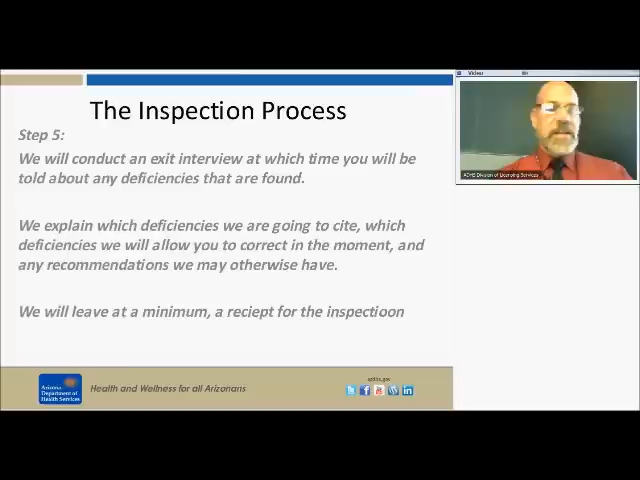 The Inspection Process
Step 5:
We will conduct an exit interview at which time you will be
told about any deficiencies that are found.
We explain which deficiencies we are going to cite, which
deficiencies we will allow you to correct in the moment, and
any recommendations we may otherwise have.
We will leave at a minimum, a reciept for the inspectioon
Arizona
Department of
Health Services
Health and Wellness for all Arizonans
azdhs.gov
Video
ADHS Division of Licensing Services